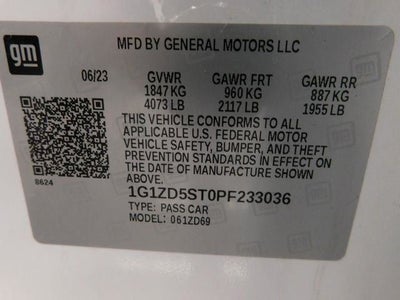 gm
MFD BY GENERAL MOTORS LLC
06/23 GVWR GAWR FRT GAWR RR
1847 KG 960 KG 887 KG
4073 LB 2117 LB 1955 LB
THIS VEHICLE CONFORMS TO ALL
APPLICABLE U.S. FEDERAL MOTOR
VEHICLE SAFETY, BUMPER, AND THEFT
PREVENTION STANDARDS IN EFFECT ON
THE DATE OF MANUFACTURE SHOWN
ABOVE.
8624
1G1ZD5ST0PF233036
TYPE: PASS CAR
MODEL: 061ZD69